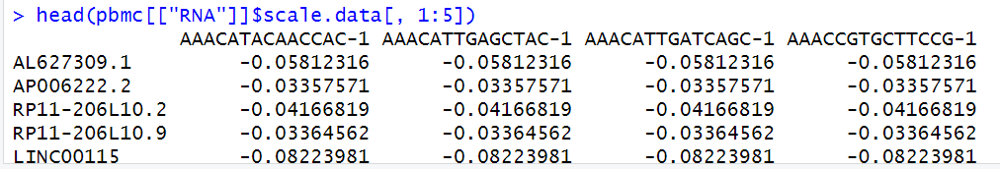 > head(pbmc[["RNA"]]$scale.data[, 1:5])
AAACATACAACCAC-1 AAACATTGAGCTAC-1 AAACATTGATCAGC-1 AAACCGTGCTTCCG-1
AL627309.1 -0.05812316 -0.05812316 -0.05812316 -0.05812316
AP006222.2 -0.03357571 -0.03357571 -0.03357571 -0.03357571
RP11-206L10.2 -0.04166819 -0.04166819 -0.04166819 -0.04166819
RP11-206L10.9 -0.03364562 -0.03364562 -0.03364562 -0.03364562
LINC00115 -0.08223981 -0.08223981 -0.08223981 -0.08223981